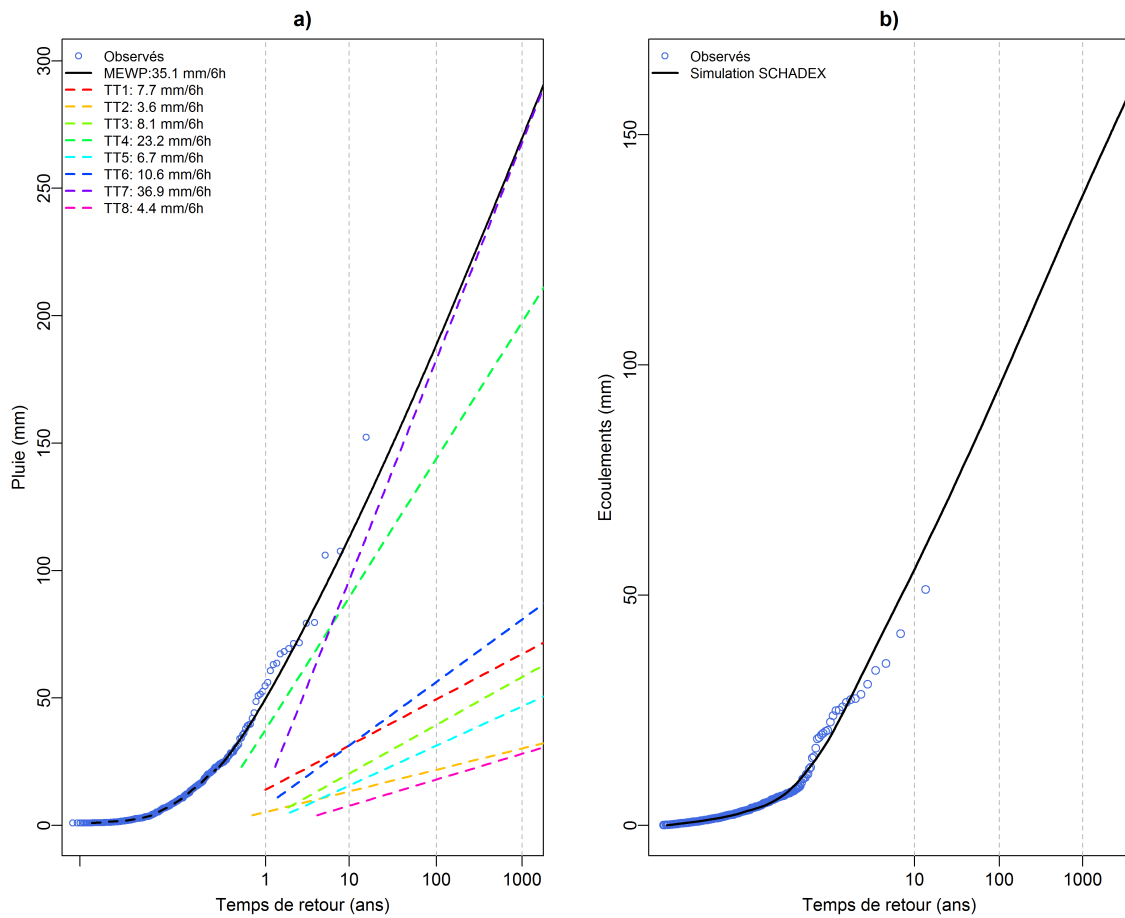 a)
Observés
MEWP:35.1 mm/6h
TT1: 7.7 mm/6h
TT2: 3.6 mm/6h
TT3: 8.1 mm/6h
TT4: 23.2 mm/6h
TT5: 6.7 mm/6h
TT6: 10.6 mm/6h
TT7: 36.9 mm/6h
TT8: 4.4 mm/6h
300
250
200
150
100
50
0
Pluie (mm)
1 10 100 1000
Temps de retour (ans)
b)
Observés
Simulation SCHADEX
150
100
50
0
Ecoulements (mm)
10 100 1000
Temps de retour (ans)